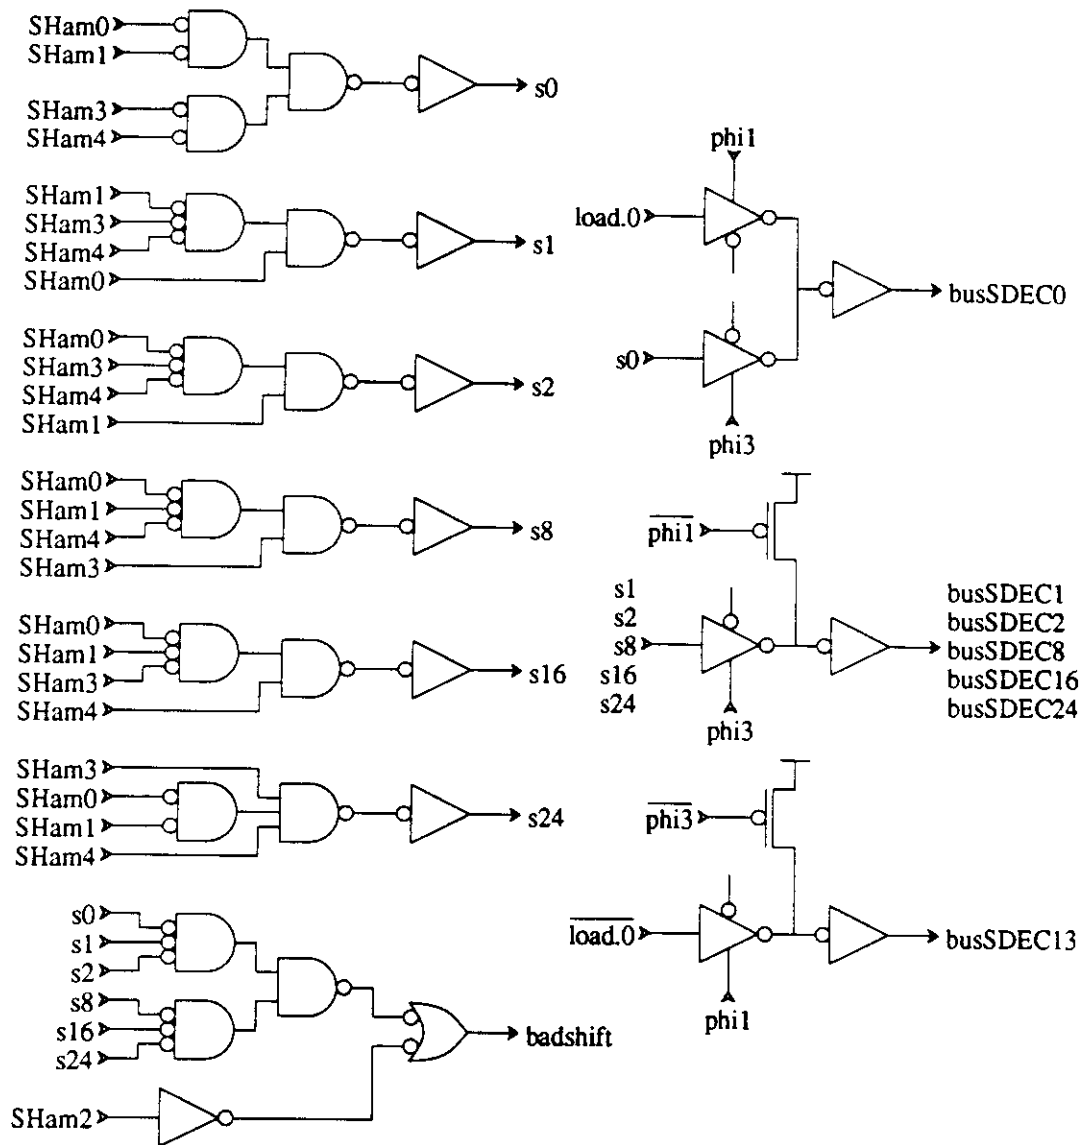 SHam0
SHam1
SHam3
SHam4
s0
SHam1
SHam3
SHam4
SHam0
s1
SHam0
SHam3
SHam4
SHam1
s2
SHam0
SHam1
SHam4
SHam3
s8
SHam0
SHam1
SHam3
SHam4
s16
SHam3
SHam0
SHam1
SHam4
s24
s0
s1
s2
s8
s16
s24
SHam2
badshift
phi1
load.0
s0
phi3
busSDEC0
phi1
s1
s2
s8
s16
s24
phi3
busSDEC1
busSDEC2
busSDEC8
busSDEC16
busSDEC24
phi3
load.0
phi1
busSDEC13